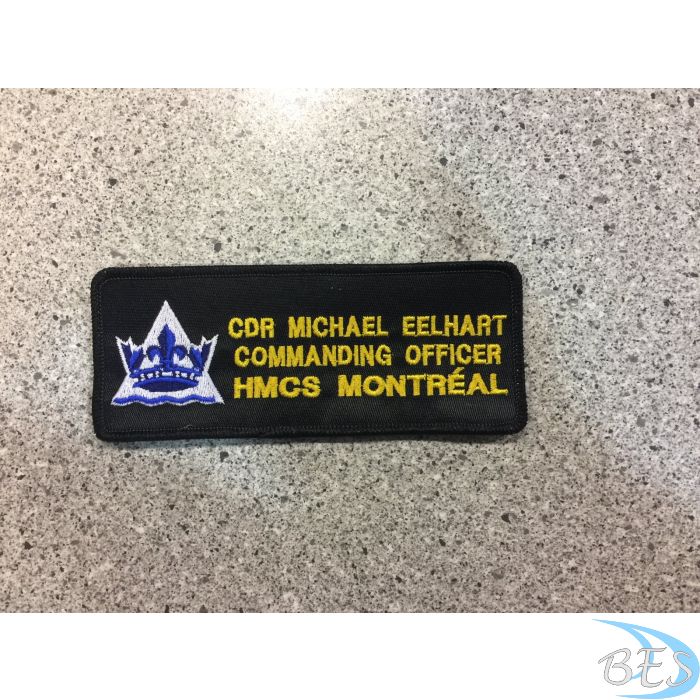 CDR MICHAEL EELHART
COMMANDING OFFICER
HMCS MONTRÉAL
BES